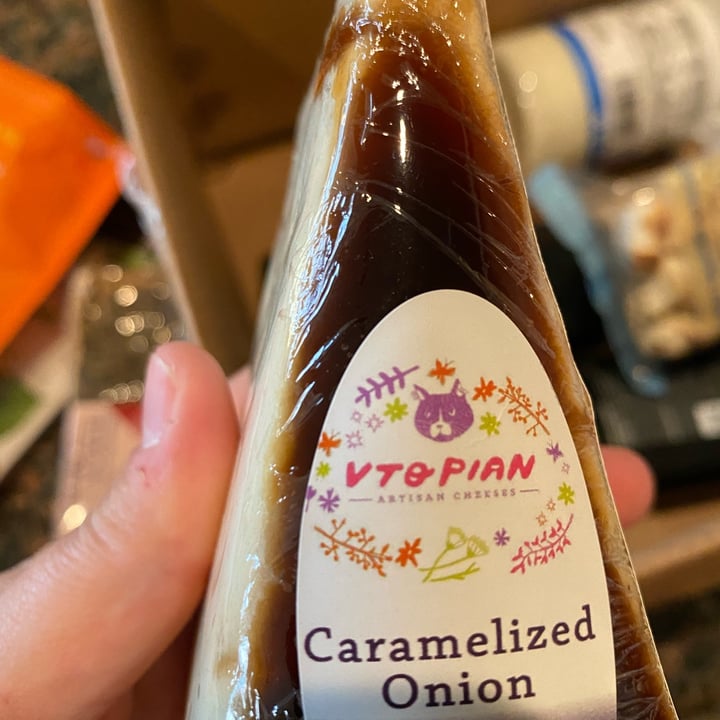 VTOPIAN
ARTISAN CHEESES
Caramelized
Onion